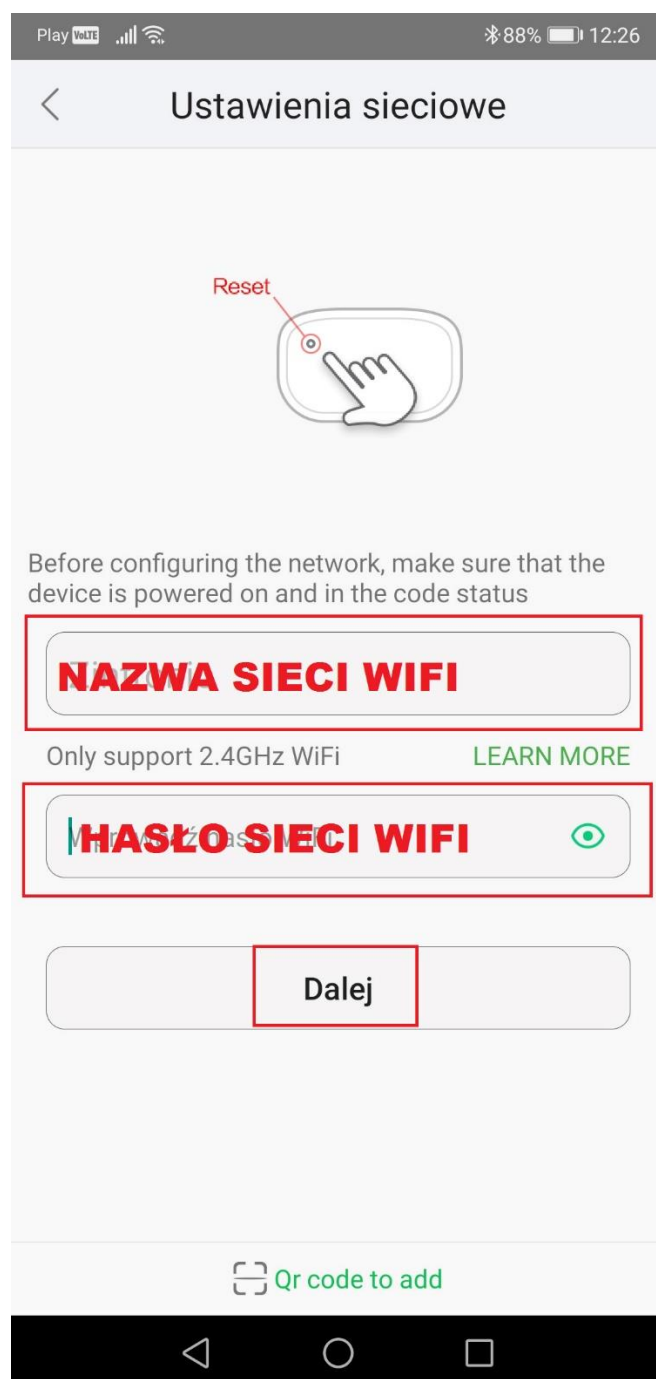 Play VoLTE 88% 12:26
Ustawienia sieciowe
Reset
Before configuring the network, make sure that the
device is powered on and in the code status
NAZWA SIECI WIFI
Only support 2.4GHz WiFi LEARN MORE
HASŁO SIECI WIFI
Dalej
Qr code to add